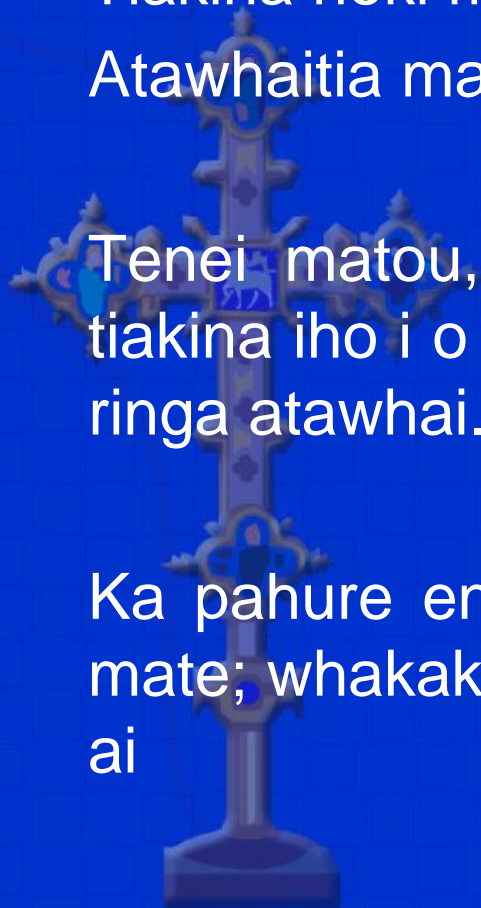 Atawhaitia ma
Tenei matou,
tiakina iho i o
ringa atawhai.
Ka pahure en
mate; whakak
ai